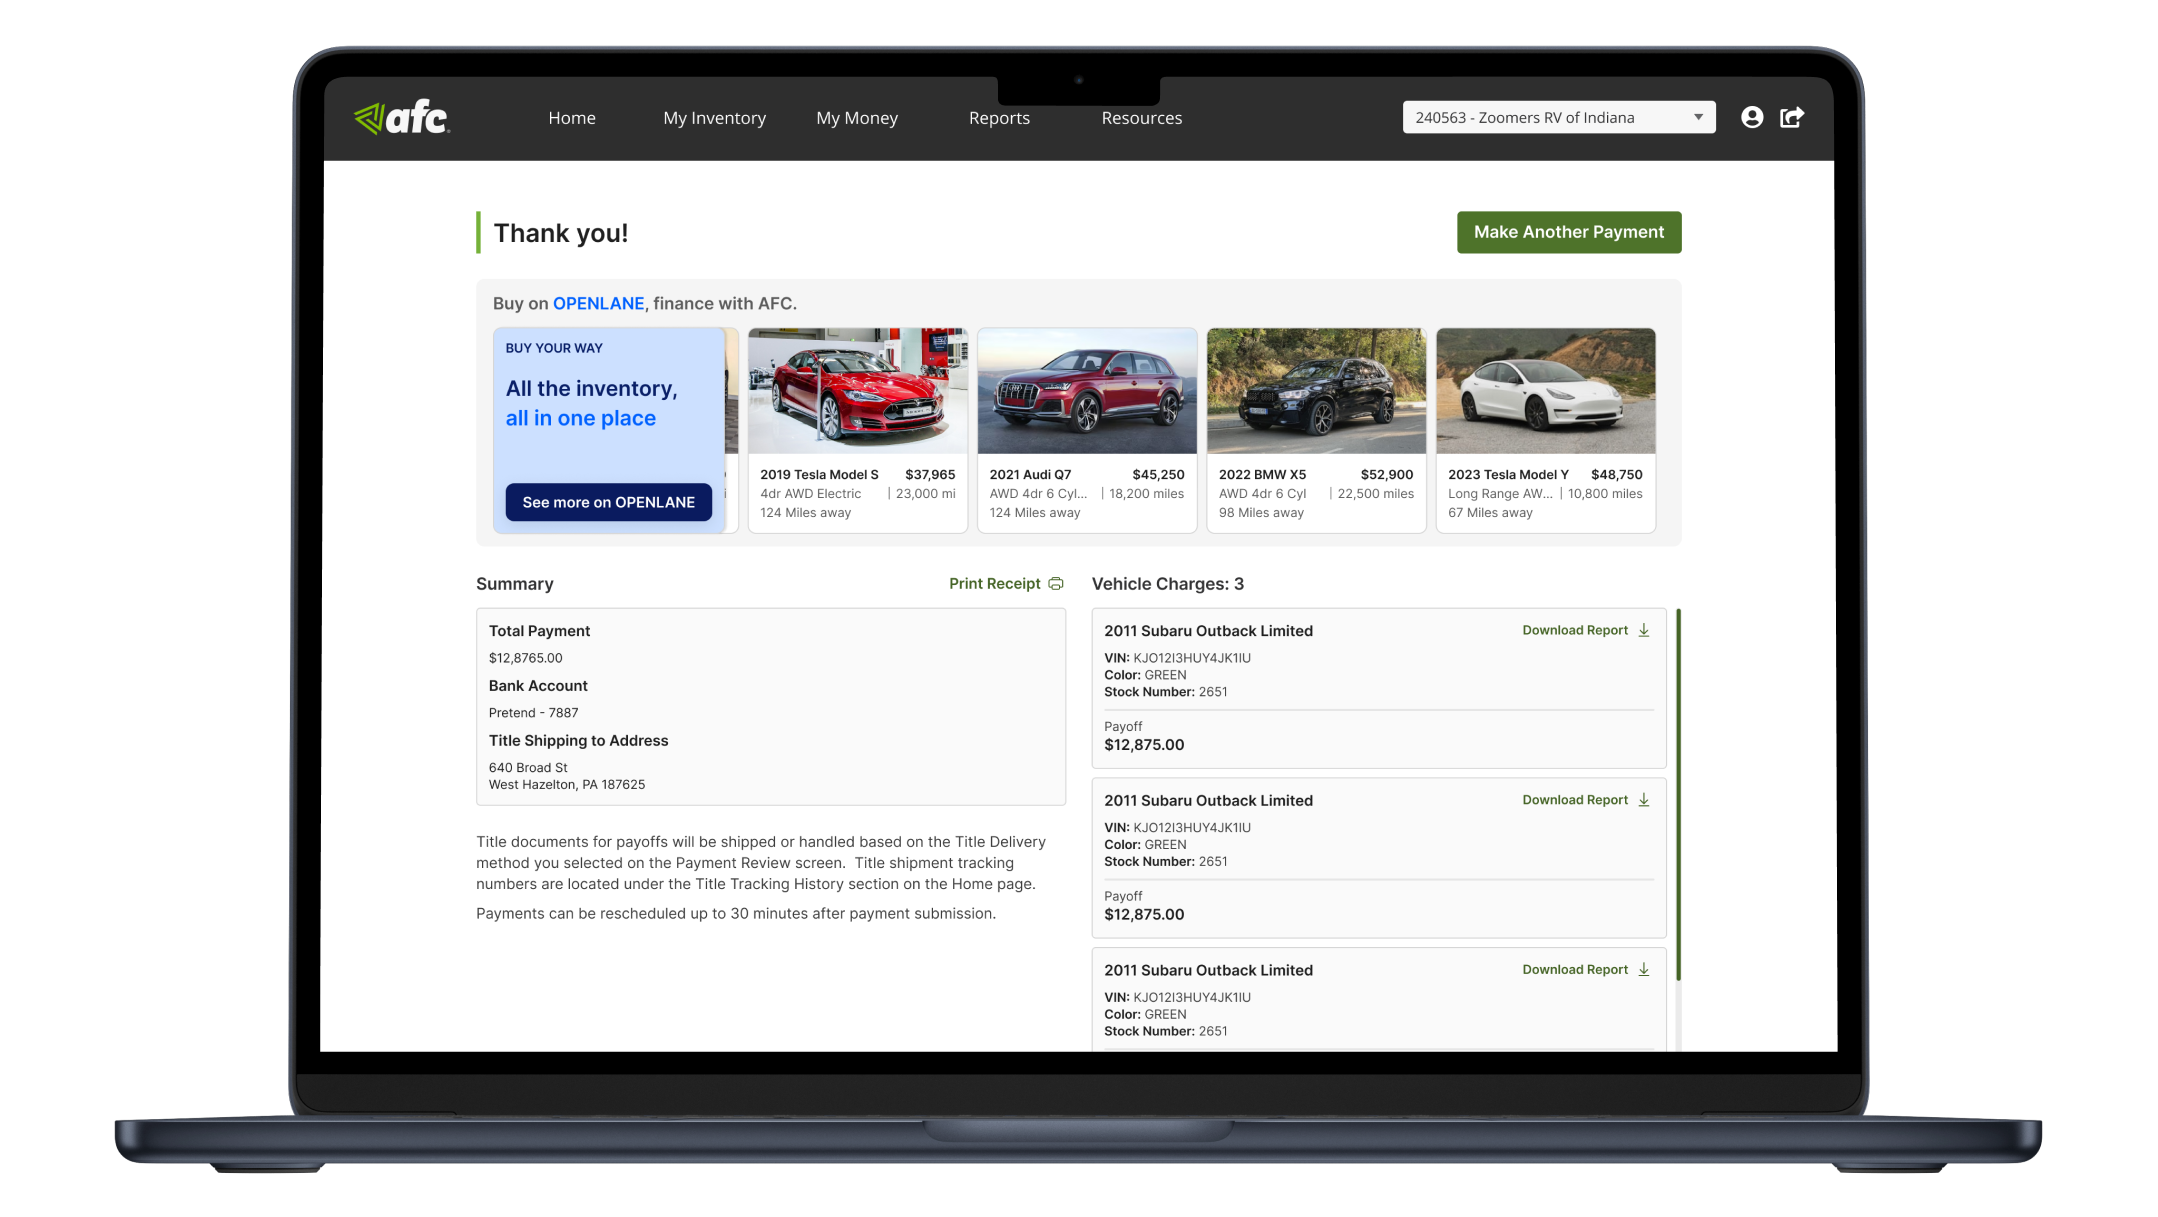 afc
Home
My Inventory
My Money
Reports
Resources
240563 - Zoomers RV of Indiana
Thank you!
Make Another Payment
Buy on OPENLANE, finance with AFC.
BUY YOUR WAY
All the inventory,
all in one place
See more on OPENLANE
2019 Tesla Model S $37,965
4dr AWD Electric | 23,000 mi
124 Miles away
2021 Audi Q7 $45,250
AWD 4dr 6 Cyl... | 18,200 miles
124 Miles away
2022 BMW X5 $52,900
AWD 4dr 6 Cyl | 22,500 miles
98 Miles away
2023 Tesla Model Y $48,750
Long Range AW... | 10,800 miles
67 Miles away
Summary
Print Receipt
Total Payment
$12,8765.00
Bank Account
Pretend - 7887
Title Shipping to Address
640 Broad St
West Hazelton, PA 187625
Title documents for payoffs will be shipped or handled based on the Title Delivery
method you selected on the Payment Review screen.  Title shipment tracking
numbers are located under the Title Tracking History section on the Home page.
Payments can be rescheduled up to 30 minutes after payment submission.
Vehicle Charges: 3
2011 Subaru Outback Limited
Download Report
VIN: KJO12I3HUY4JK1IU
Color: GREEN
Stock Number: 2651
Payoff
$12,875.00
2011 Subaru Outback Limited
Download Report
VIN: KJO12I3HUY4JK1IU
Color: GREEN
Stock Number: 2651
Payoff
$12,875.00
2011 Subaru Outback Limited
Download Report
VIN: KJO12I3HUY4JK1IU
Color: GREEN
Stock Number: 2651